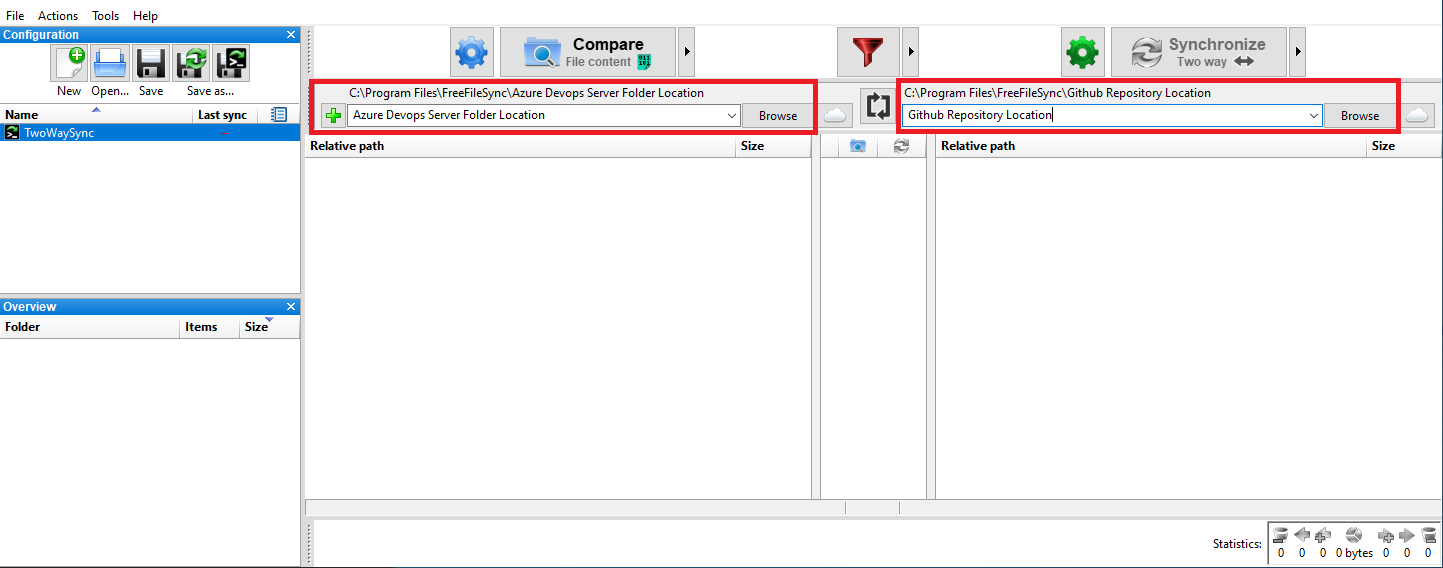 File Actions Tools Help
Configuration
New Open... Save Save as...
Name Last sync
TwoWaySync -
Overview
Folder Items Size
Compare
File content
011
101
Synchronize
Two way
C:\Program Files\FreeFileSync\Azure Devops Server Folder Location
Azure Devops Server Folder Location Browse
C:\Program Files\FreeFileSync\Github Repository Location
Github Repository Location Browse
Relative path Size
Relative path Size
Statistics: 0 0 0 0 bytes 0 0 0